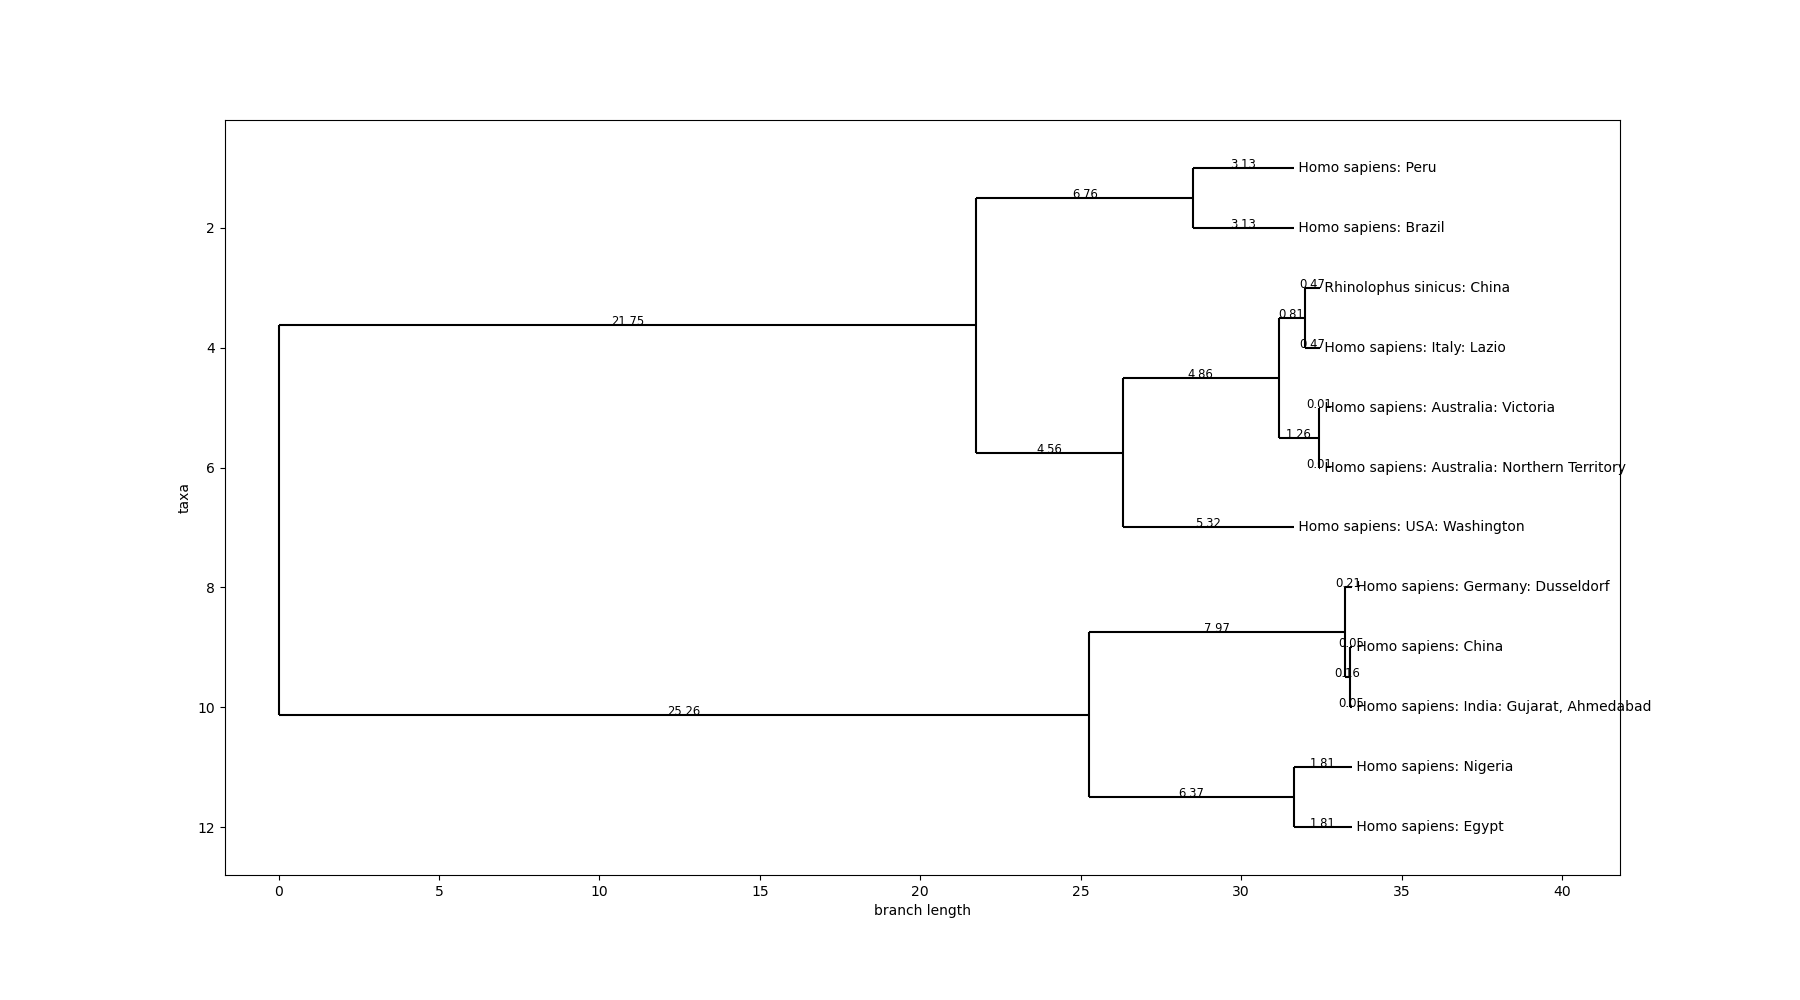 3.13
Homo sapiens: Peru
6.76
3.13
2
Homo sapiens: Brazil
0.47
Rhinolophus sinicus: China
0.81
21.75
0.47
4
Homo sapiens: Italy: Lazio
4.86
0.01
Homo sapiens: Australia: Victoria
1.26
4.56
0.01
6
Homo sapiens: Australia: Northern Territory
taxa
5.32
Homo sapiens: USA: Washington
0.21
8
Homo sapiens: Germany: Dusseldorf
7.97
0.05
Homo sapiens: China
0.16
0.05
10
Homo sapiens: India: Gujarat, Ahmedabad
25.26
1.81
Homo sapiens: Nigeria
6.37
1.81
12
Homo sapiens: Egypt
0 5 10 15 20 25 30 35 40
branch length